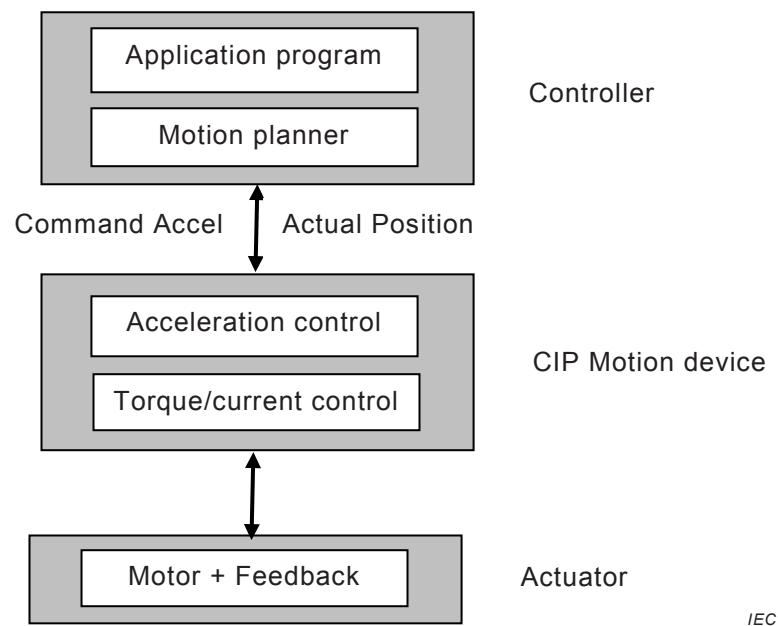 Application program
Motion planner
Controller
Command Accel
Actual Position
Acceleration control
Torque/current control
CIP Motion device
Motor + Feedback
Actuator
IEC